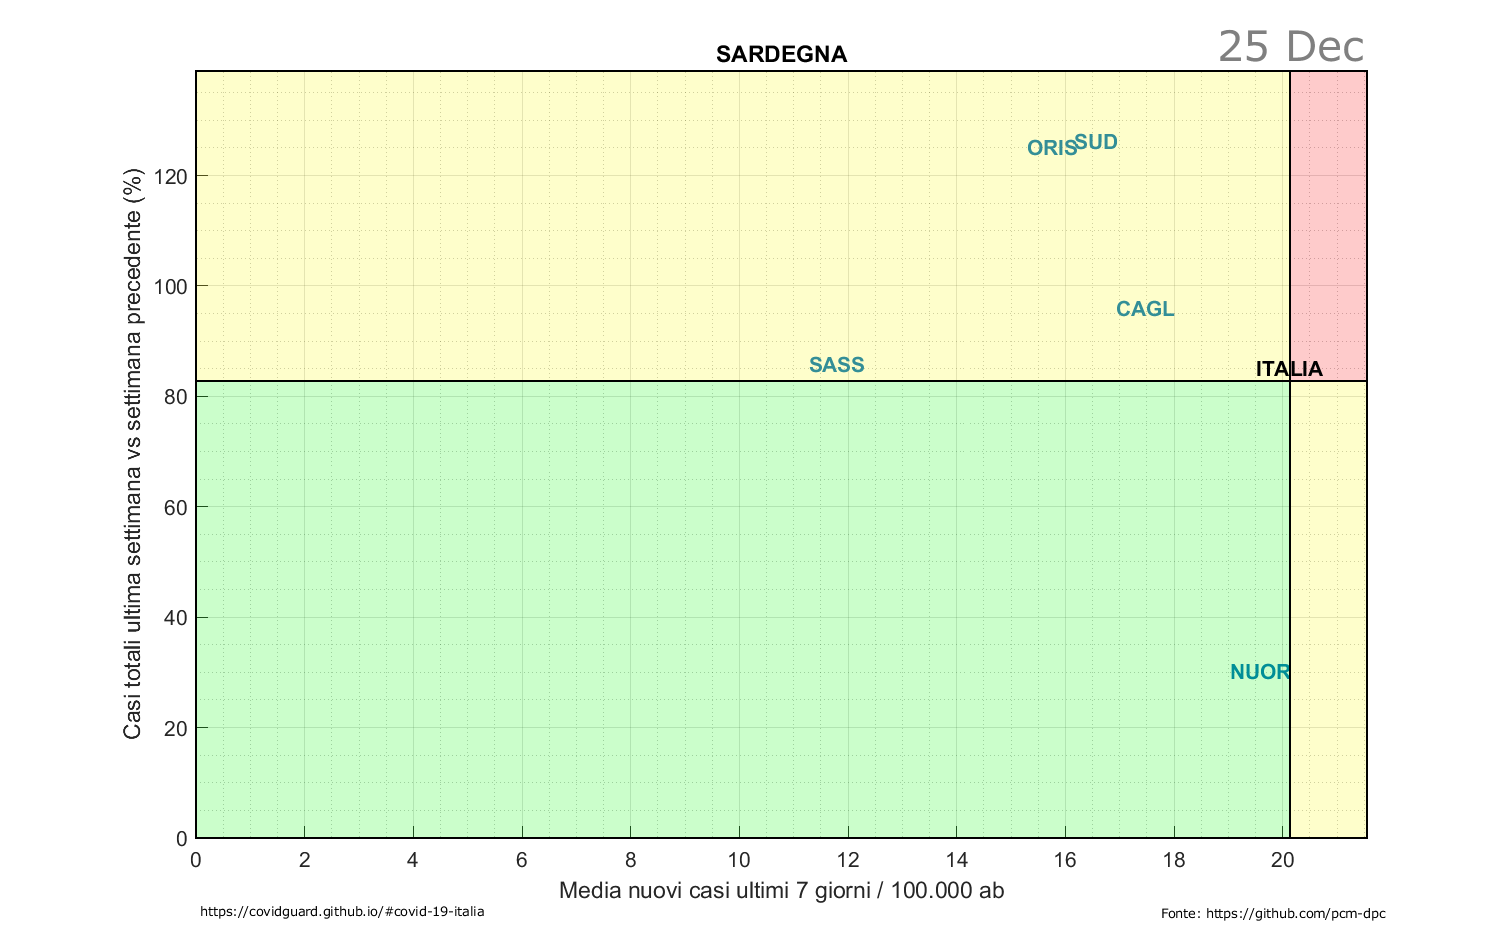 SARDEGNA
25 Dec
Casi totali ultima settimana vs settimana precedente (%)
120
100
80
60
40
20
0
ORIS
SUD
CAGL
SASS
ITALIA
NUOR
0 2 4 6 8 10 12 14 16 18 20
Media nuovi casi ultimi 7 giorni / 100.000 ab
https://covidguard.github.io/#covid-19-italia
Fonte: https://github.com/pcm-dpc